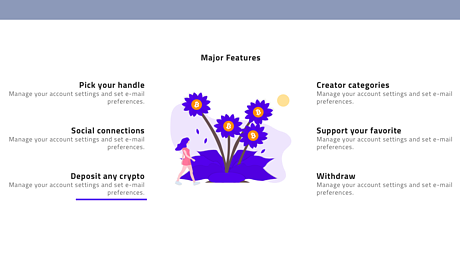 Major Features
Pick your handle
Manage your account settings and set e-mail
preferences.
Social connections
Manage your account settings and set e-mail
preferences.
Deposit any crypto
Manage your account settings and set e-mail
preferences.
Creator categories
Manage your account settings and set e-mail
preferences.
Support your favorite
Manage your account settings and set e-mail
preferences.
Withdraw
Manage your account settings and set e-mail
preferences.